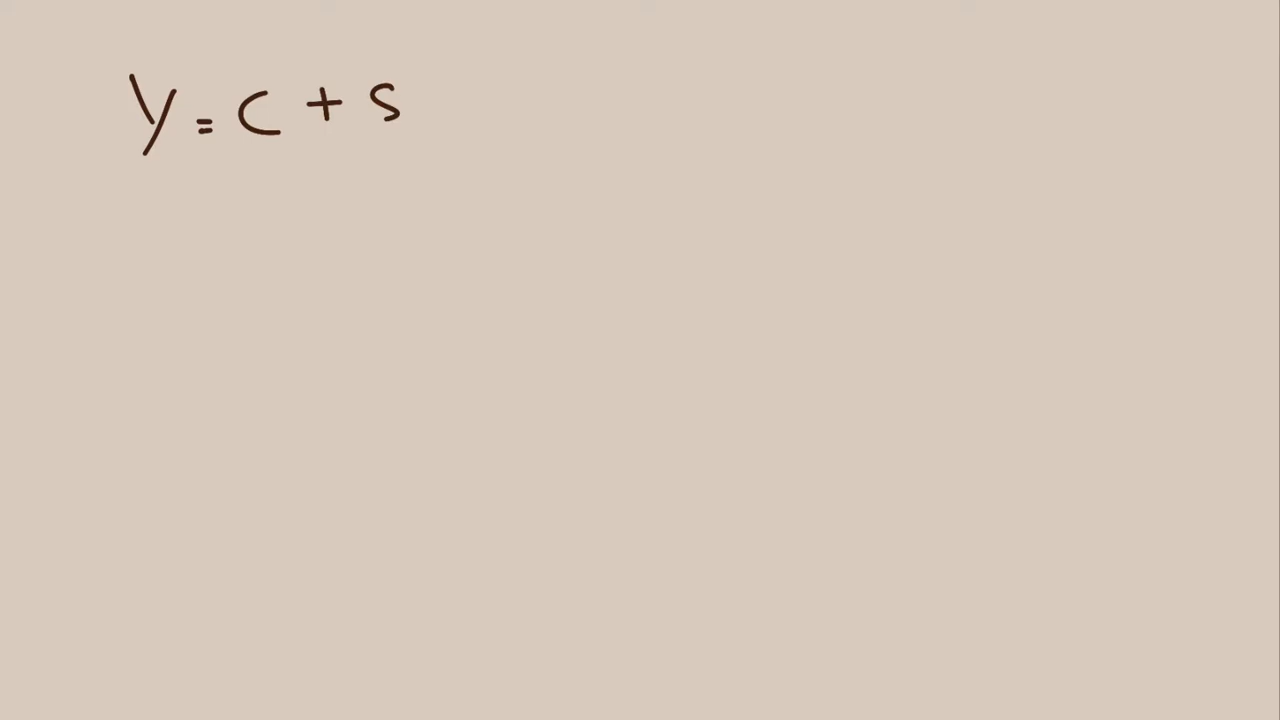 y = c + s